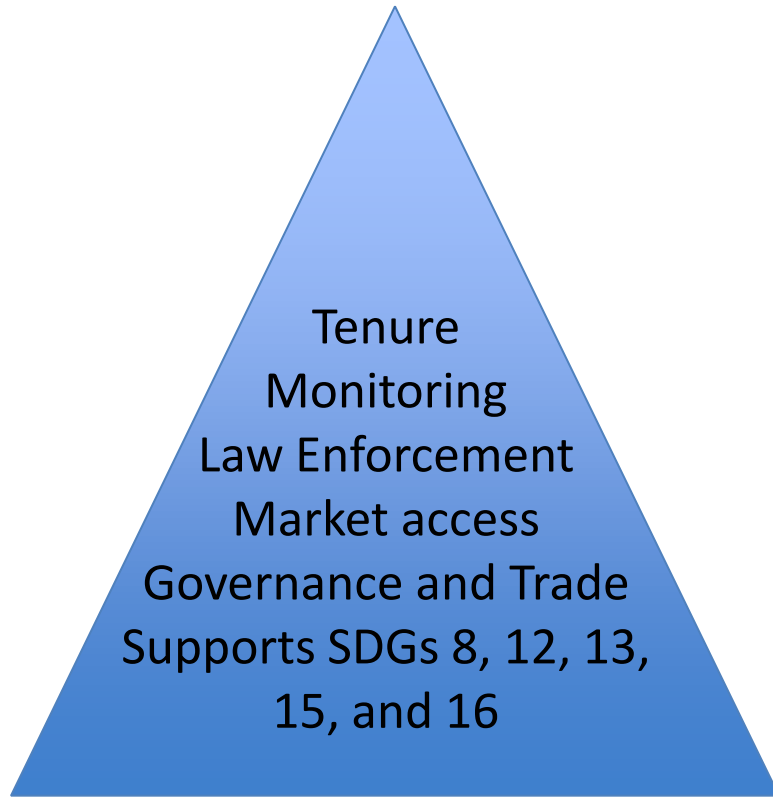 Tenure
Monitoring
Law Enforcement
Market access
Governance and Trade
Supports SDGs 8, 12, 13,
15, and 16